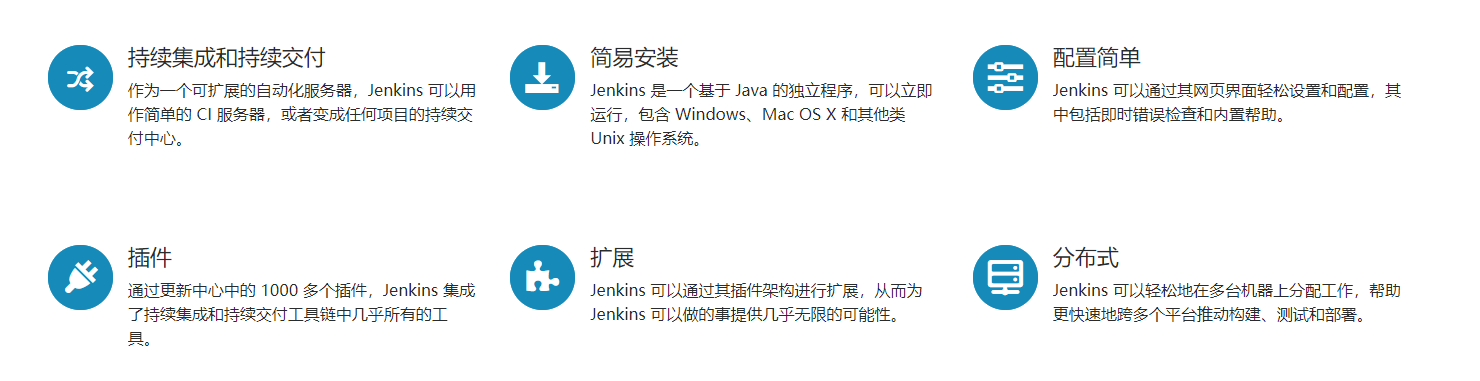 持续集成和持续交付
作为一个可扩展的自动化服务器，Jenkins 可以用
作简单的 CI 服务器，或者变成任何项目的持续交
付中心。
简易安装
Jenkins 是一个基于 Java 的独立程序，可以立即
运行，包含 Windows、Mac OS X 和其他类
Unix 操作系统。
配置简单
Jenkins 可以通过其网页界面轻松设置和配置，其
中包括即时错误检查和内置帮助。
插件
通过更新中心中的 1000 多个插件，Jenkins 集成
了持续集成和持续交付工具链中几乎所有的工
具。
扩展
Jenkins 可以通过其插件架构进行扩展，从而为
Jenkins 可以做的事提供几乎无限的可能性。
分布式
Jenkins 可以轻松地在多台机器上分配工作，帮助
更快速地跨多个平台推动构建、测试和部署。